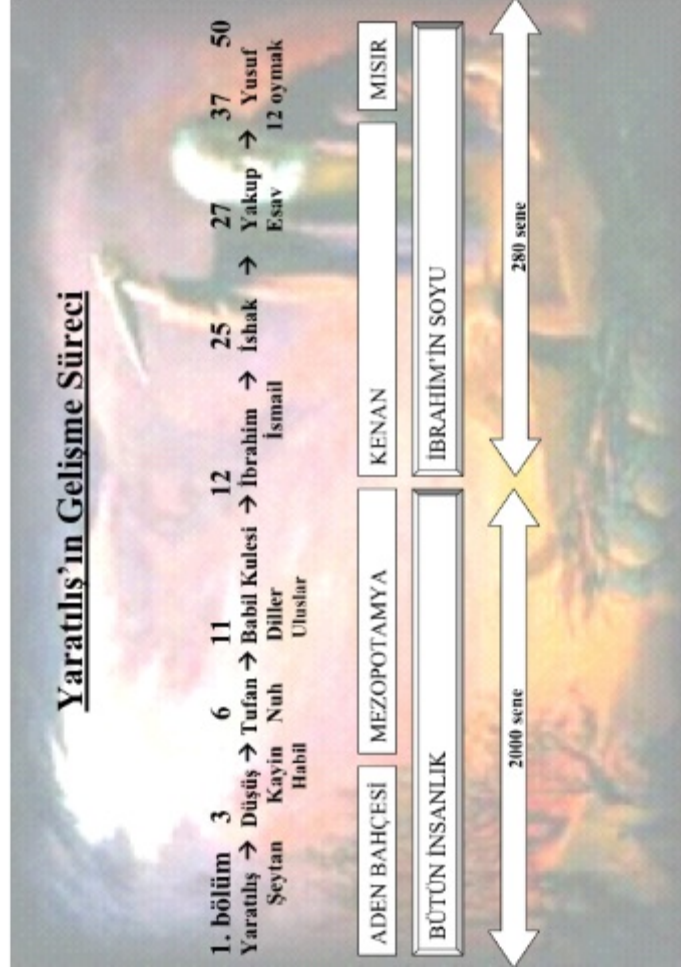 Yaratılış'ın Gelişme Süreci
1. bölüm 3 6 11 12 25 27 37 50
Yaratılış → Düşüş → Tufan → Babil Kulesi → İbrahim → İshak → Yakup → Yusuf
Şeytan Kayin Nuh Diller İsmail Esav 12 oymak
Habil Uluslar
ADEN BAHÇESİ MEZOPOTAMYA KENAN MISIR
BÜTÜN İNSANLIK İBRAHİM'İN SOYU
2000 sene 280 sene